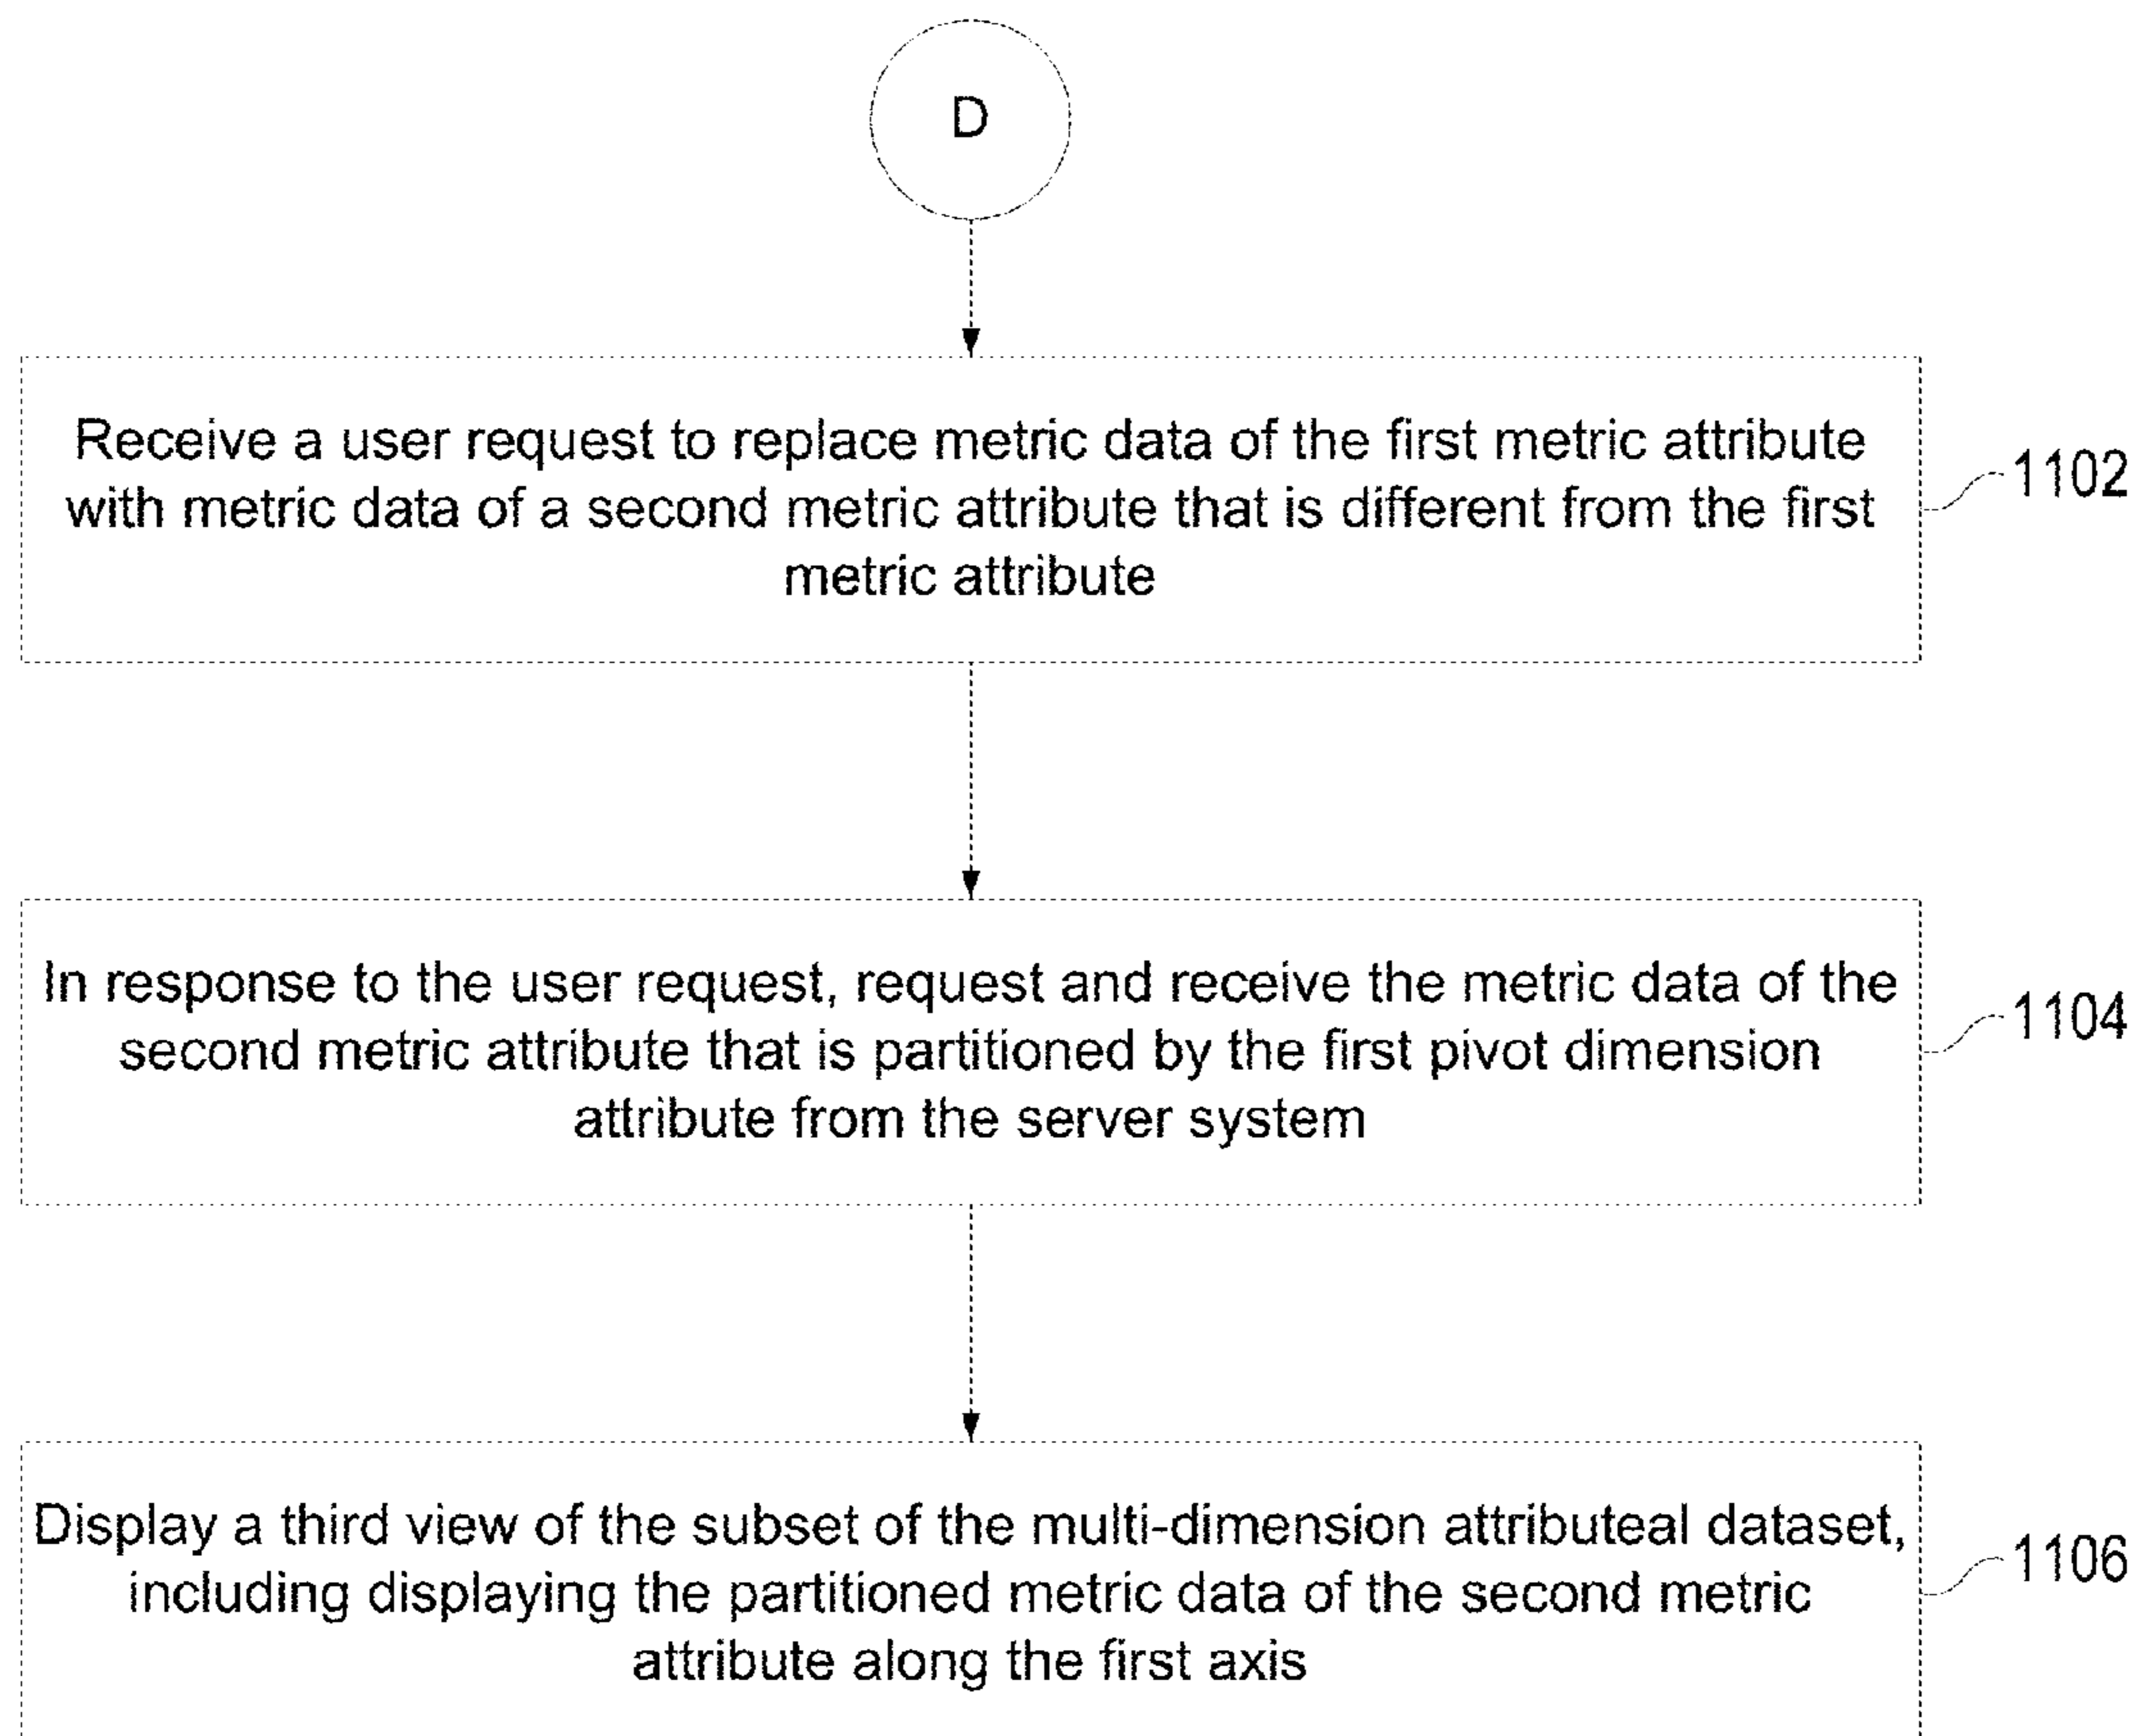 D
Receive a user request to replace metric data of the first metric attribute
with metric data of a second metric attribute that is different from the first
metric attribute
1102
In response to the user request, request and receive the metric data of the
second metric attribute that is partitioned by the first pivot dimension
attribute from the server system
1104
Display a third view of the subset of the multi-dimension attributeal dataset,
including displaying the partitioned metric data of the second metric
attribute along the first axis
1106